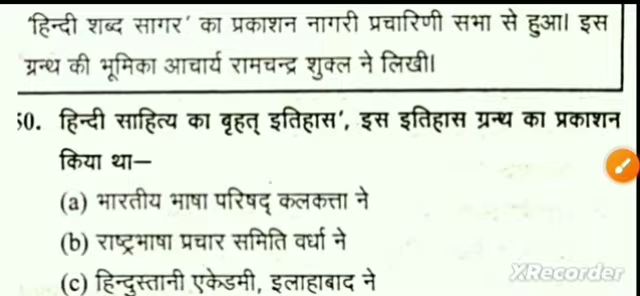 'हिन्दी शब्द सागर' का प्रकाशन नागरी प्रचारिणी सभा से हुआ। इस
ग्रन्थ की भूमिका आचार्य रामचन्द्र शुक्ल ने लिखी।
50. हिन्दी साहित्य का बृहत् इतिहास', इस इतिहास ग्रन्थ का प्रकाशन
किया था—
(a) भारतीय भाषा परिषद् कलकत्ता ने
(b) राष्ट्रभाषा प्रचार समिति वर्धा ने
(c) हिन्दुस्तानी एकेडमी, इलाहाबाद ने
XRecorder